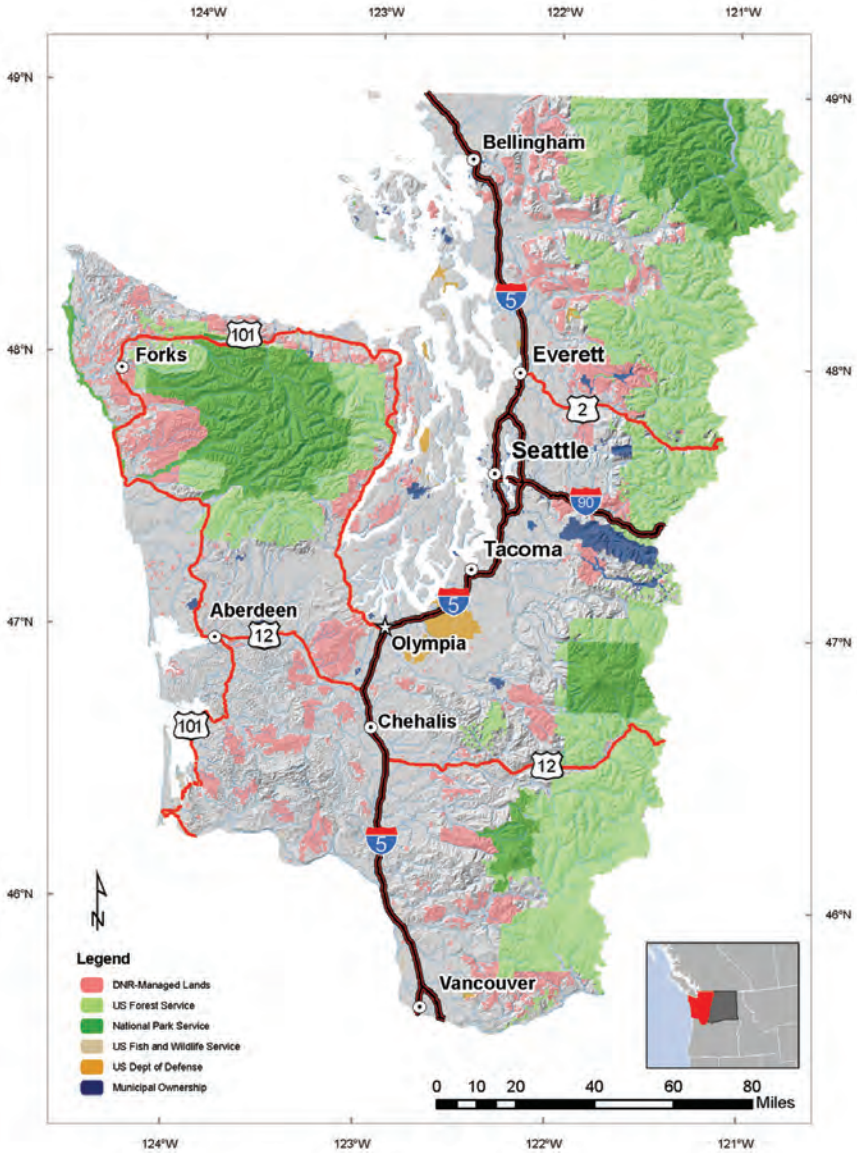 124°W 123°W 122°W 121°W
49°N 49°N
Bellingham
5
48°N 101 48°N
Forks
Everett
2
Seattle
90
Tacoma
5
47°N 47°N
Aberdeen
12
Olympia
101
Chehalis
12
5
46°N 46°N
N
Legend
DNR-Managed Lands
US Forest Service
National Park Service
US Fish and Wildlife Service
US Dept of Defense
Municipal Ownership
Vancouver
0 10 20 40 60 80
Miles
124°W 123°W 122°W 121°W